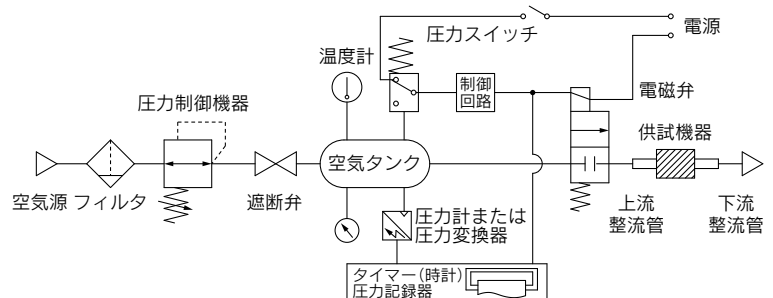 圧力スイッチ
電源
温度計
圧力制御機器
制御
回路
電磁弁
供試機器
空気タンク
空気源
フィルタ
遮断弁
上流
整流管
下流
整流管
圧力計または
圧力変換器
タイマー(時計)
圧力記録器